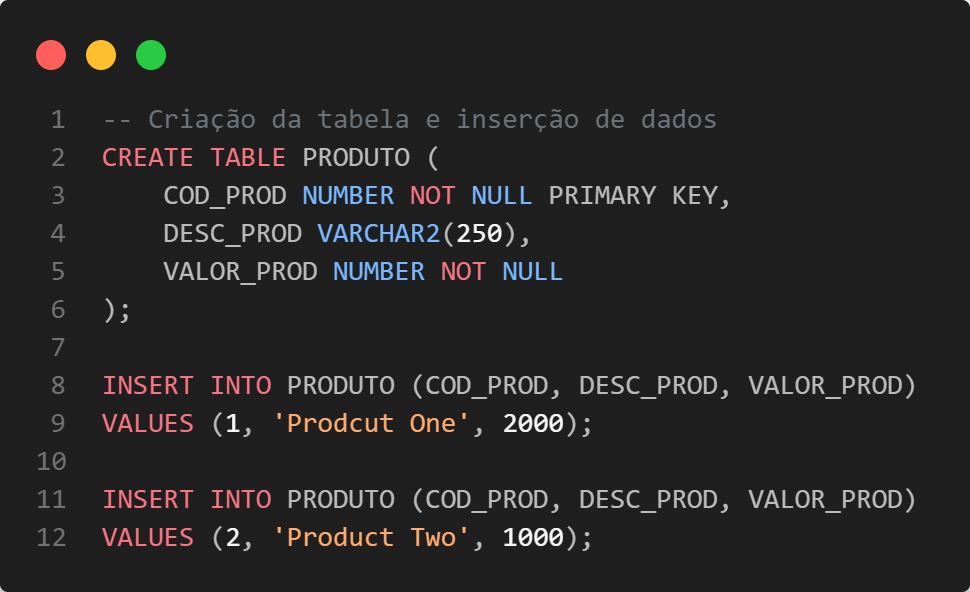 1 -- Criação da tabela e inserção de dados
2 CREATE TABLE PRODUTO (
3     COD_PROD NUMBER NOT NULL PRIMARY KEY,
4     DESC_PROD VARCHAR2(250),
5     VALOR_PROD NUMBER NOT NULL
6 );
7
8 INSERT INTO PRODUTO (COD_PROD, DESC_PROD, VALOR_PROD)
9 VALUES (1, 'Prodcut One', 2000);
10
11 INSERT INTO PRODUTO (COD_PROD, DESC_PROD, VALOR_PROD)
12 VALUES (2, 'Product Two', 1000);